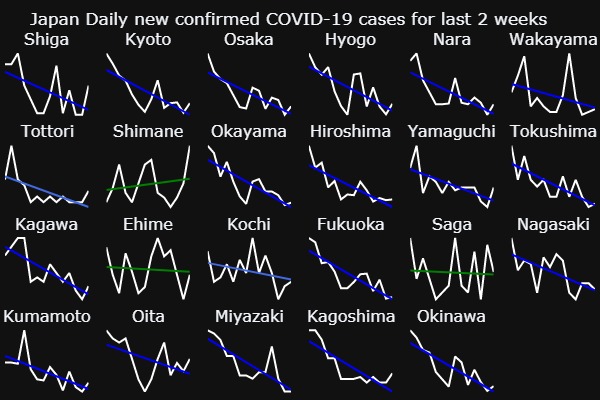 Japan Daily new confirmed COVID-19 cases for last 2 weeks
Shiga Kyoto Osaka Hyogo Nara Wakayama
Tottori Shimane Okayama Hiroshima Yamaguchi Tokushima
Kagawa Ehime Kochi Fukuoka Saga Nagasaki
Kumamoto Oita Miyazaki Kagoshima Okinawa